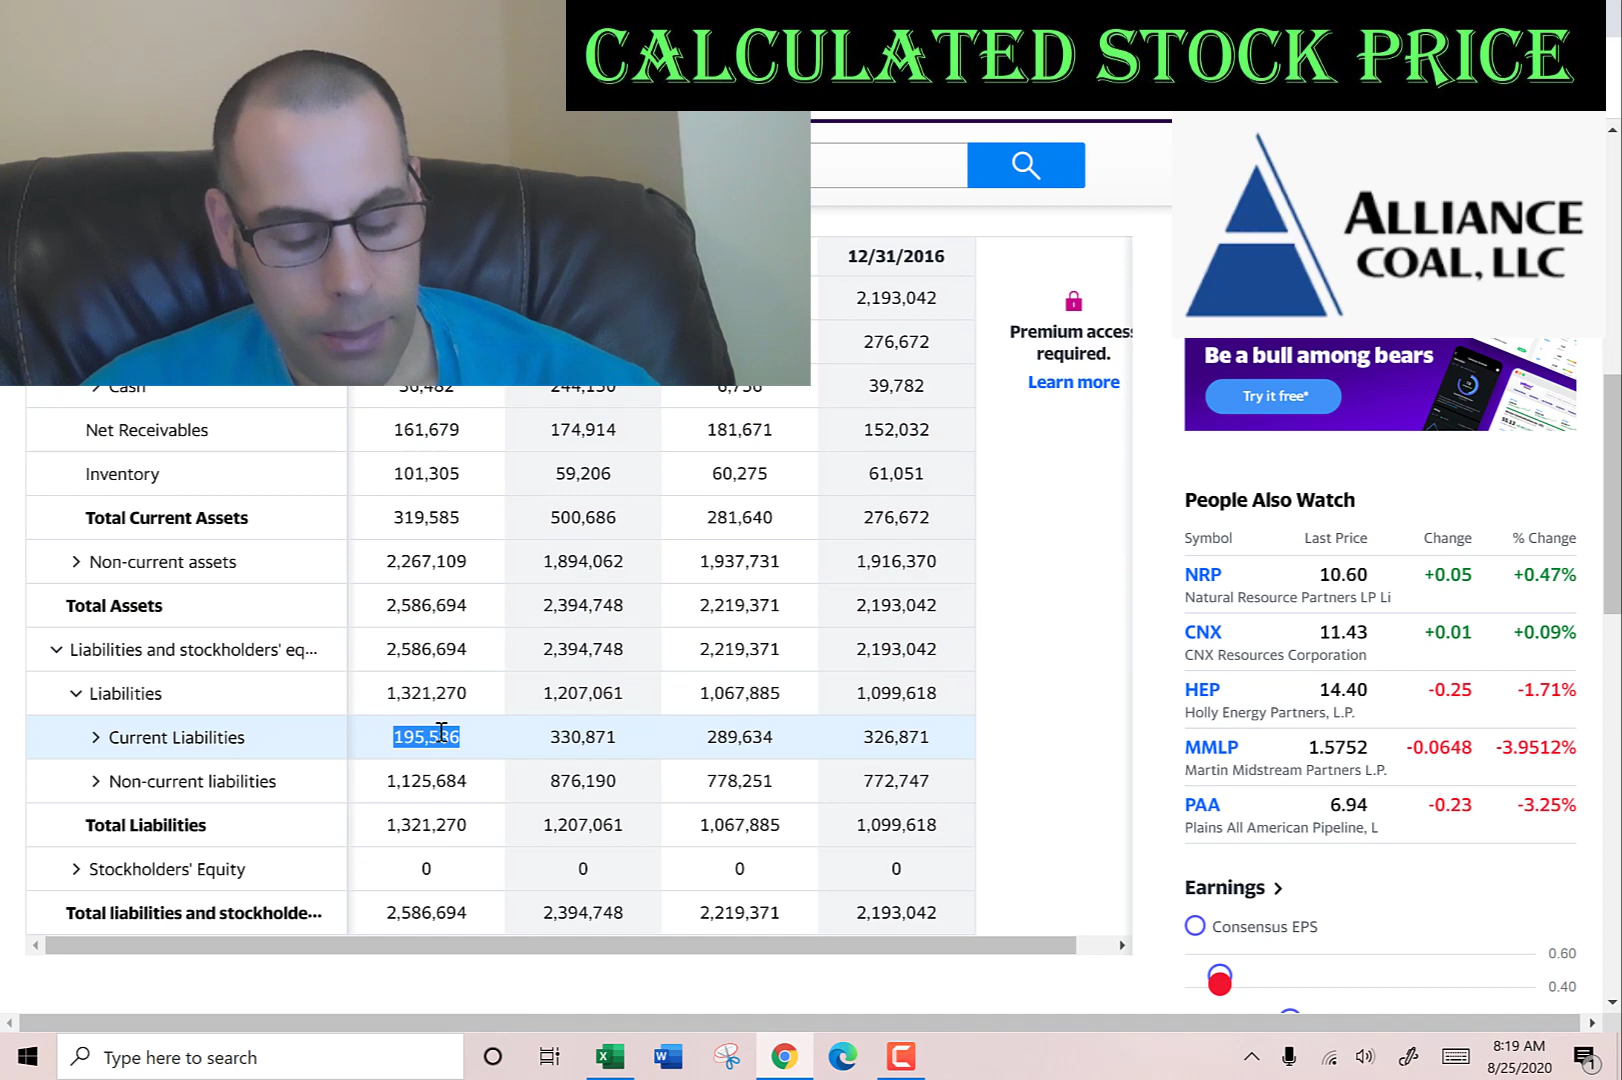 CALCULATED STOCK PRICE
ALLIANCE
COAL, LLC
12/31/2016
2,193,042
276,672
Cash 36,482 244,150 6,756 39,782
Net Receivables 161,679 174,914 181,671 152,032
Inventory 101,305 59,206 60,275 61,051
Total Current Assets 319,585 500,686 281,640 276,672
Non-current assets 2,267,109 1,894,062 1,937,731 1,916,370
Total Assets 2,586,694 2,394,748 2,219,371 2,193,042
Liabilities and stockholders' eq... 2,586,694 2,394,748 2,219,371 2,193,042
Liabilities 1,321,270 1,207,061 1,067,885 1,099,618
Current Liabilities 195,586 330,871 289,634 326,871
Non-current liabilities 1,125,684 876,190 778,251 772,747
Total Liabilities 1,321,270 1,207,061 1,067,885 1,099,618
Stockholders' Equity 0 0 0 0
Total liabilities and stockholde... 2,586,694 2,394,748 2,219,371 2,193,042
Premium access
required.
Learn more
Be a bull among bears
Try it free*
People Also Watch
Symbol Last Price Change % Change
NRP 10.60 +0.05 +0.47%
Natural Resource Partners LP Li
CNX 11.43 +0.01 +0.09%
CNX Resources Corporation
HEP 14.40 -0.25 -1.71%
Holly Energy Partners, L.P.
MMLP 1.5752 -0.0648 -3.9512%
Martin Midstream Partners L.P.
PAA 6.94 -0.23 -3.25%
Plains All American Pipeline, L
Earnings
Consensus EPS
0.60
0.40
Type here to search
8:19 AM
8/25/2020
1